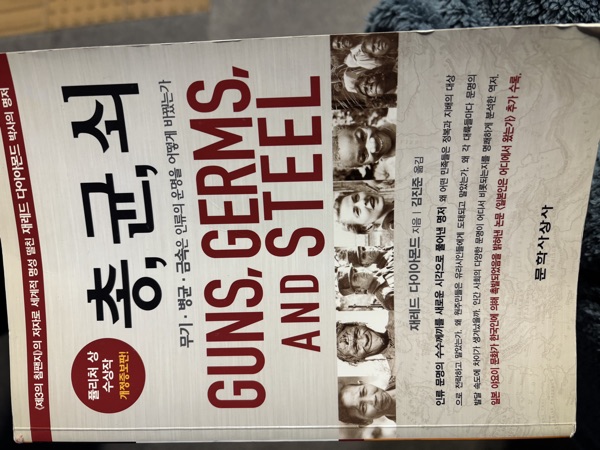 〈제3의 침팬지〉의 저자로 세계적 명성 떨친 재레드 다이아몬드 박사의 명저
퓰리처 상
수상작
개정증보판!
총, 균, 쇠
무기 · 병균 · 금속은 인류의 운명을 어떻게 바꿨는가
GUNS, GERMS,
AND STEEL
재레드 다이아몬드 지음 | 김진준 옮김
인류 문명의 수수께끼를 새로운 시각으로 풀어낸 명저 왜 어떤 민족들은 정복과 지배의 대상
으로 전락하고 말았는가, 왜 원주민들은 유라시안들에게 도태되고 말았는가, 왜 각 대륙들마다 문명의
발달 속도에 차이가 생겨났을까, 인간 사회의 다양한 문명이 어디서 비롯되는지를 명쾌하게 분석한 역저.
일본 야요이 문화가 한국인에 의해 촉발되었음을 밝혀낸 논문 〈일본인은 어디에서 왔는가〉 추가 수록.
문학사상사